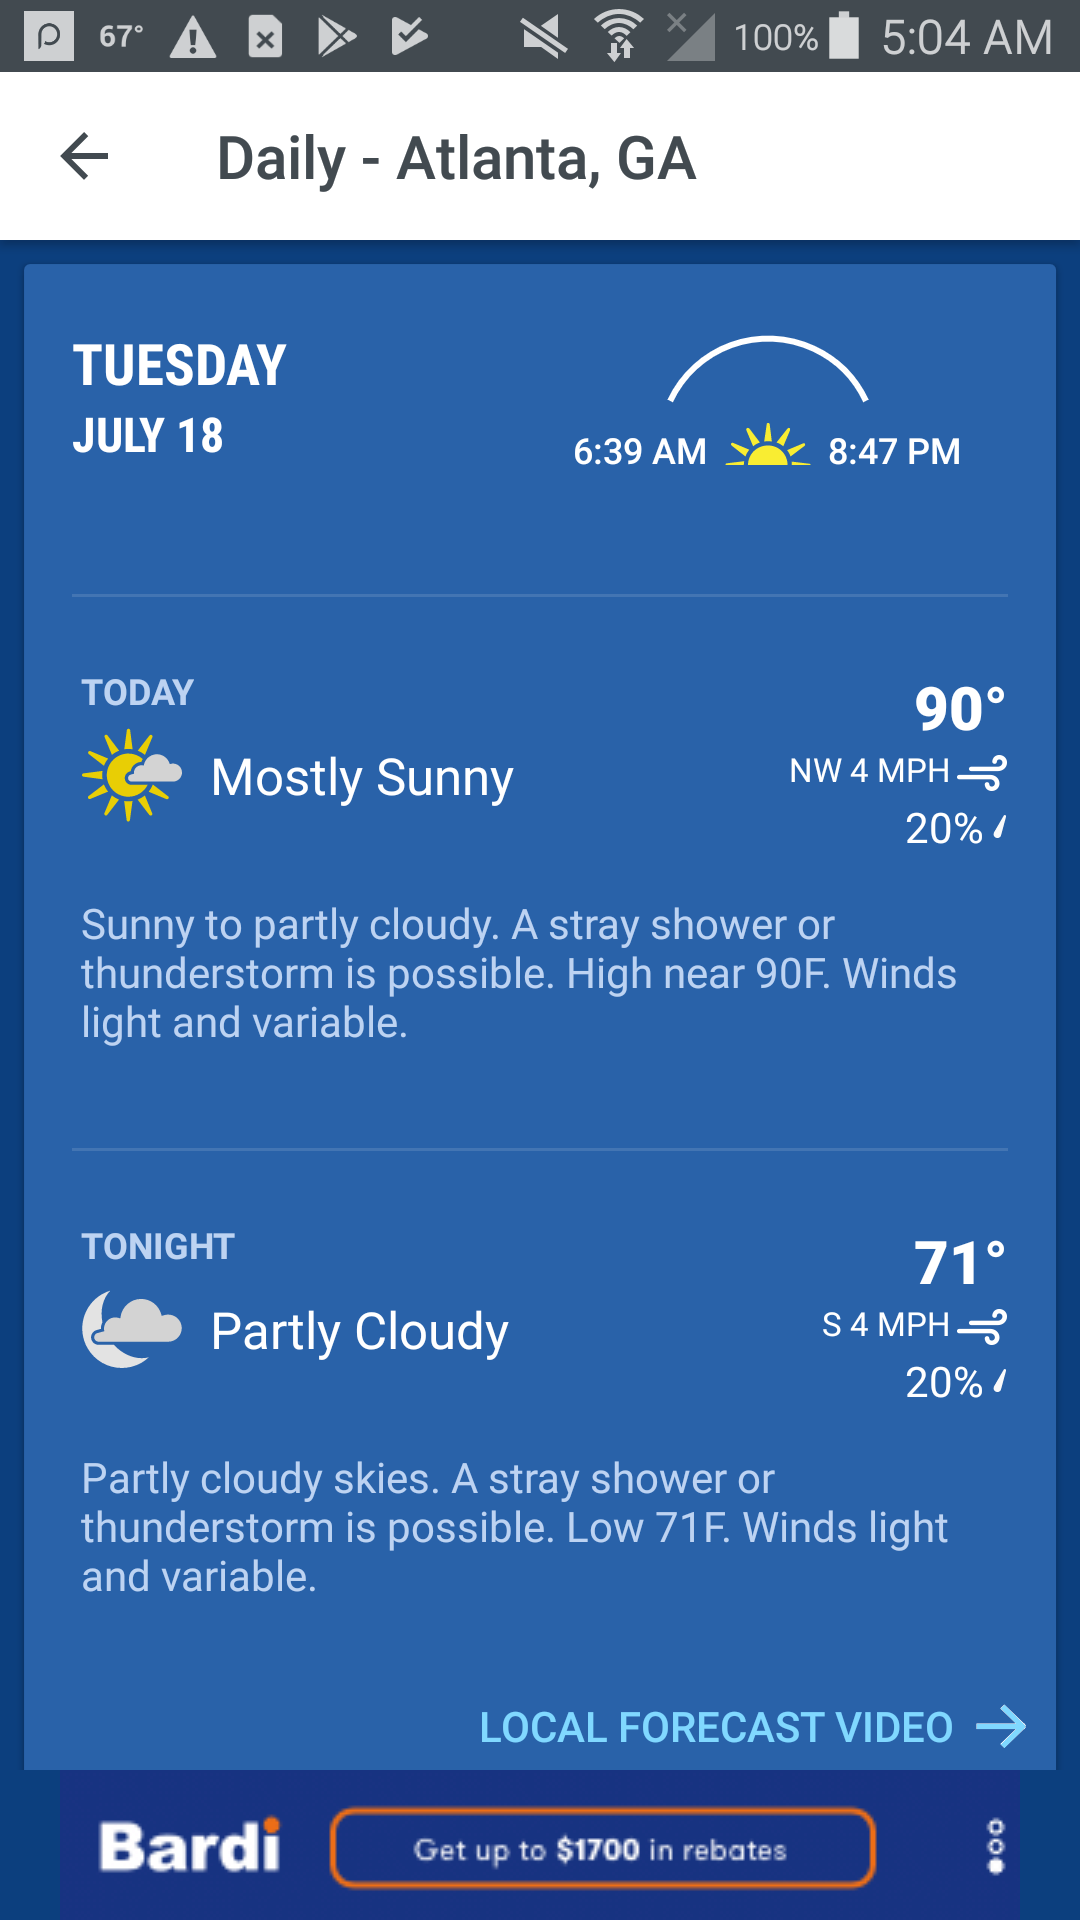 67°
100%
5:04 AM
Daily - Atlanta, GA
TUESDAY
JULY 18
6:39 AM
8:47 PM
TODAY
90°
Mostly Sunny
NW 4 MPH
20%
Sunny to partly cloudy. A stray shower or
thunderstorm is possible. High near 90F. Winds
light and variable.
TONIGHT
71°
Partly Cloudy
S 4 MPH
20%
Partly cloudy skies. A stray shower or
thunderstorm is possible. Low 71F. Winds light
and variable.
LOCAL FORECAST VIDEO
Bardi
Get up to $1700 in rebates